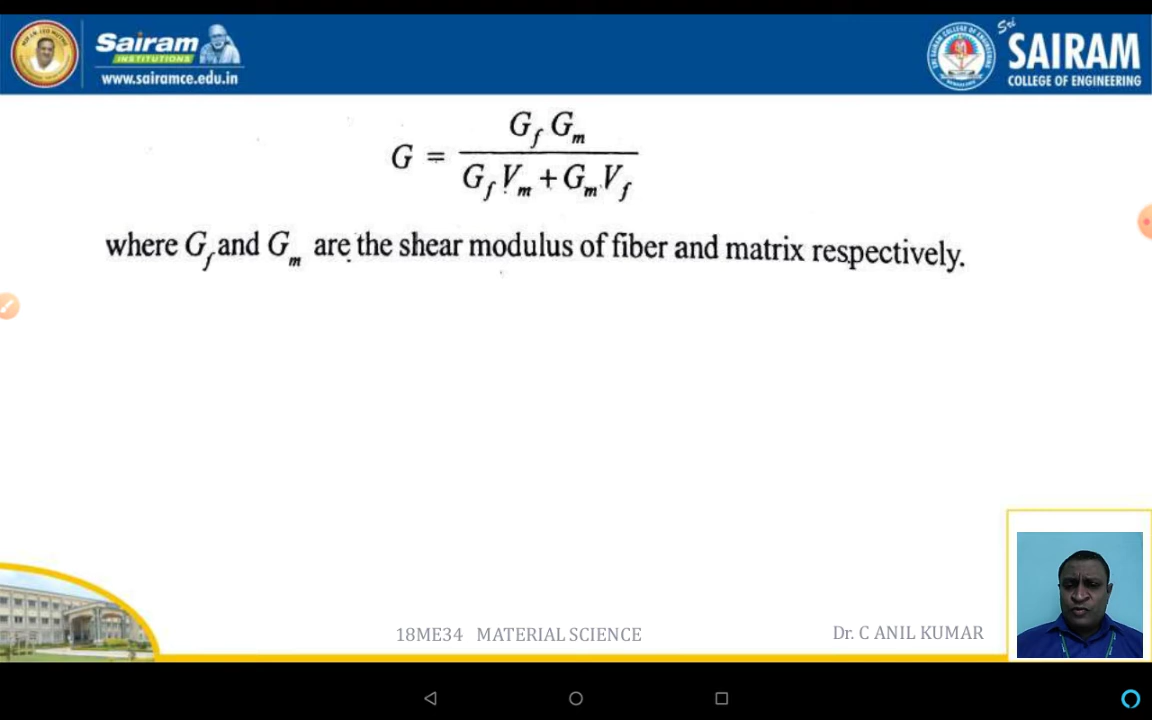 Sairam
INSTITUTIONS
www.sairamce.edu.in
Sri
SAIRAM
COLLEGE OF ENGINEERING
G = G_f G_m / G_f V_m + G_m V_f
where G_f and G_m are the shear modulus of fiber and matrix respectively.
18ME34 MATERIAL SCIENCE
Dr. C ANIL KUMAR